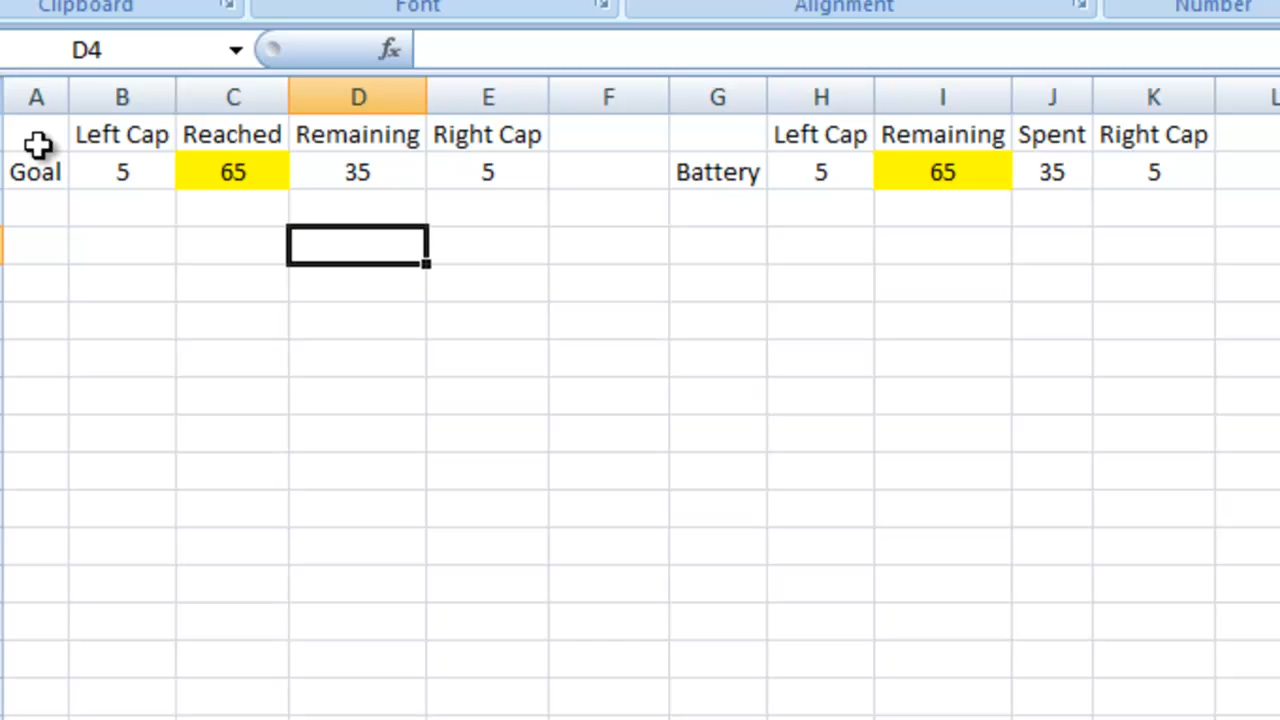 Clipboard Font Alignment Number
D4 fx
A B C D E F G H I J K L
Left Cap Reached Remaining Right Cap Left Cap Remaining Spent Right Cap
Goal 5 65 35 5 Battery 5 65 35 5